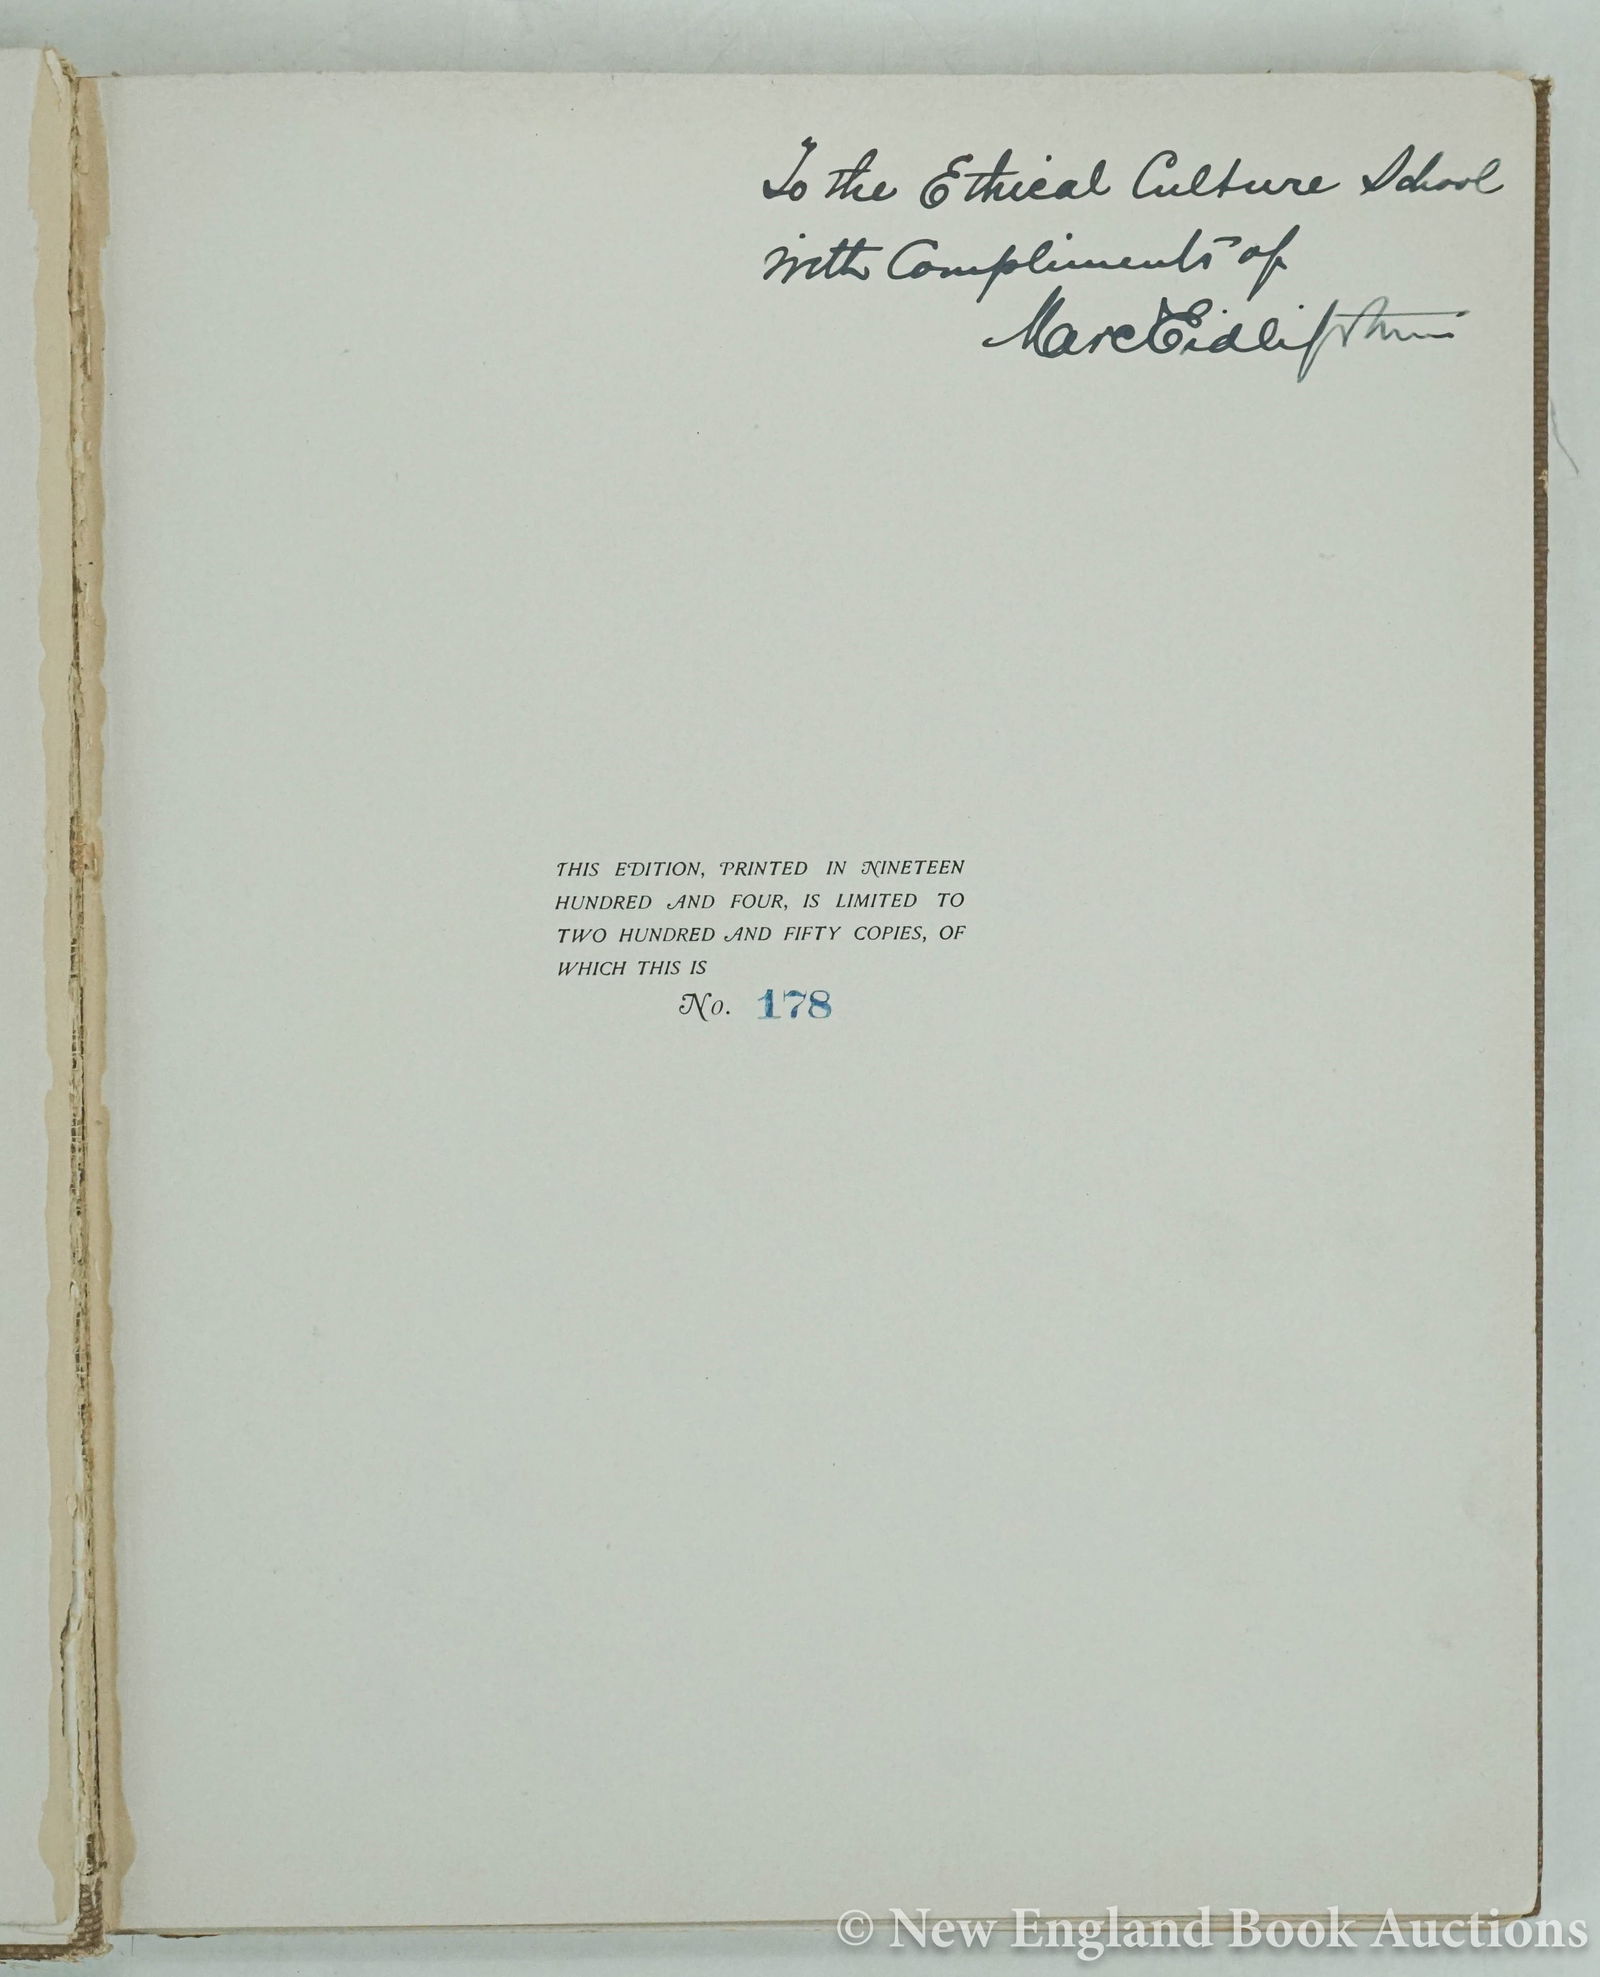 To the Ethical Culture School
with Compliments of
Marc Eidlitz & Son
THIS EDITION, PRINTED IN NINETEEN
HUNDRED AND FOUR, IS LIMITED TO
TWO HUNDRED AND FIFTY COPIES, OF
WHICH THIS IS
No. 178
© New England Book Auctions